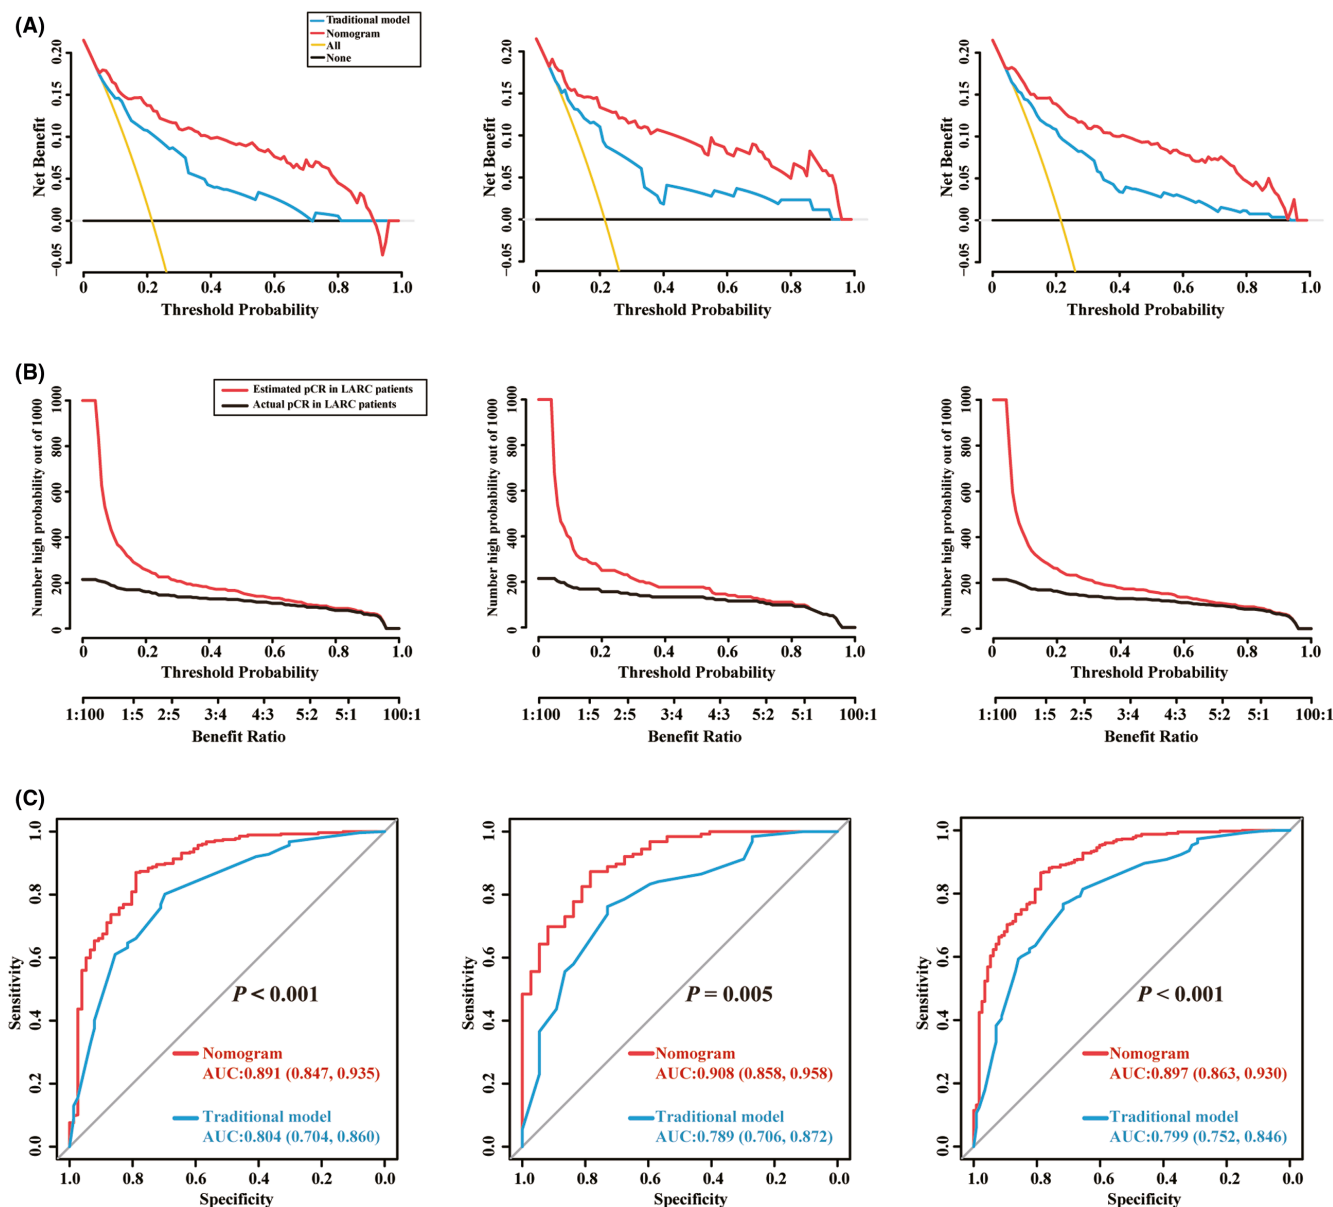 (A)
Traditional model
Nomogram
All
None
Net Benefit
0.20
0.15
0.10
0.05
0.00
−0.05
0 0.2 0.4 0.6 0.8 1.0
Threshold Probability
Net Benefit
0.20
0.15
0.10
0.05
0.00
−0.05
0 0.2 0.4 0.6 0.8 1.0
Threshold Probability
Net Benefit
0.20
0.15
0.10
0.05
0.00
−0.05
0 0.2 0.4 0.6 0.8 1.0
Threshold Probability
(B)
Estimated pCR in LARC patients
Actual pCR in LARC patients
Number high probability out of 1000
1000
800
600
400
200
0
0 0.2 0.4 0.6 0.8 1.0
Threshold Probability
1:100 1:5 2:5 3:4 4:3 5:2 5:1 100:1
Benefit Ratio
Number high probability out of 1000
1000
800
600
400
200
0
0 0.2 0.4 0.6 0.8 1.0
Threshold Probability
1:100 1:5 2:5 3:4 4:3 5:2 5:1 100:1
Benefit Ratio
Number high probability out of 1000
1000
800
600
400
200
0
0 0.2 0.4 0.6 0.8 1.0
Threshold Probability
1:100 1:5 2:5 3:4 4:3 5:2 5:1 100:1
Benefit Ratio
(C)
Sensitivity
1.0
0.8
0.6
0.4
0.2
0.0
P < 0.001
Nomogram
AUC:0.891 (0.847, 0.935)
Traditional model
AUC:0.804 (0.704, 0.860)
1.0 0.8 0.6 0.4 0.2 0.0
Specificity
Sensitivity
1.0
0.8
0.6
0.4
0.2
0.0
P = 0.005
Nomogram
AUC:0.908 (0.858, 0.958)
Traditional model
AUC:0.789 (0.706, 0.872)
1.0 0.8 0.6 0.4 0.2 0.0
Specificity
Sensitivity
1.0
0.8
0.6
0.4
0.2
0.0
P < 0.001
Nomogram
AUC:0.897 (0.863, 0.930)
Traditional model
AUC:0.799 (0.752, 0.846)
1.0 0.8 0.6 0.4 0.2 0.0
Specificity